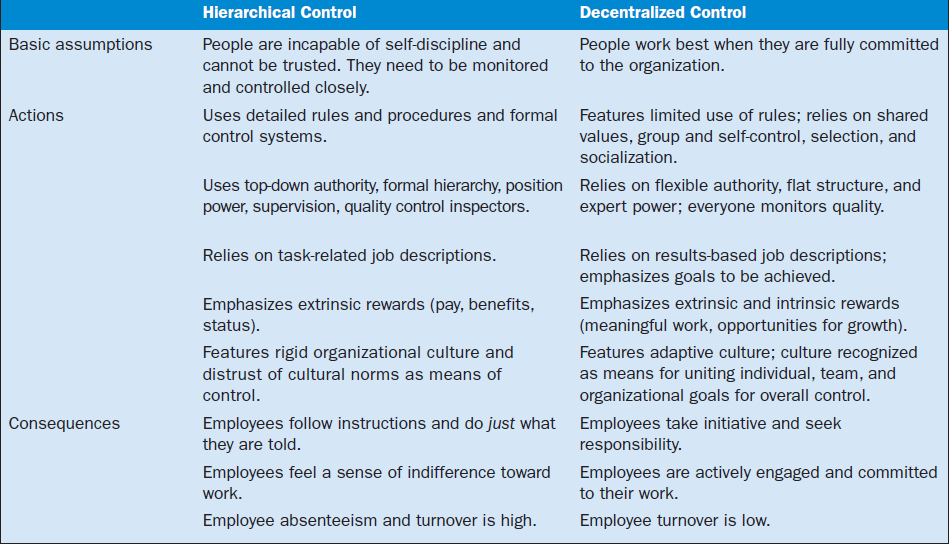 Hierarchical Control
Decentralized Control
Basic assumptions
People are incapable of self-discipline and
cannot be trusted. They need to be monitored
and controlled closely.
People work best when they are fully committed
to the organization.
Actions
Uses detailed rules and procedures and formal
control systems.
Features limited use of rules; relies on shared
values, group and self-control, selection, and
socialization.
Uses top-down authority, formal hierarchy, position
power, supervision, quality control inspectors.
Relies on flexible authority, flat structure, and
expert power; everyone monitors quality.
Relies on task-related job descriptions.
Relies on results-based job descriptions;
emphasizes goals to be achieved.
Emphasizes extrinsic rewards (pay, benefits,
status).
Emphasizes extrinsic and intrinsic rewards
(meaningful work, opportunities for growth).
Features rigid organizational culture and
distrust of cultural norms as means of
control.
Features adaptive culture; culture recognized
as means for uniting individual, team, and
organizational goals for overall control.
Consequences
Employees follow instructions and do just what
they are told.
Employees take initiative and seek
responsibility.
Employees feel a sense of indifference toward
work.
Employees are actively engaged and committed
to their work.
Employee absenteeism and turnover is high.
Employee turnover is low.